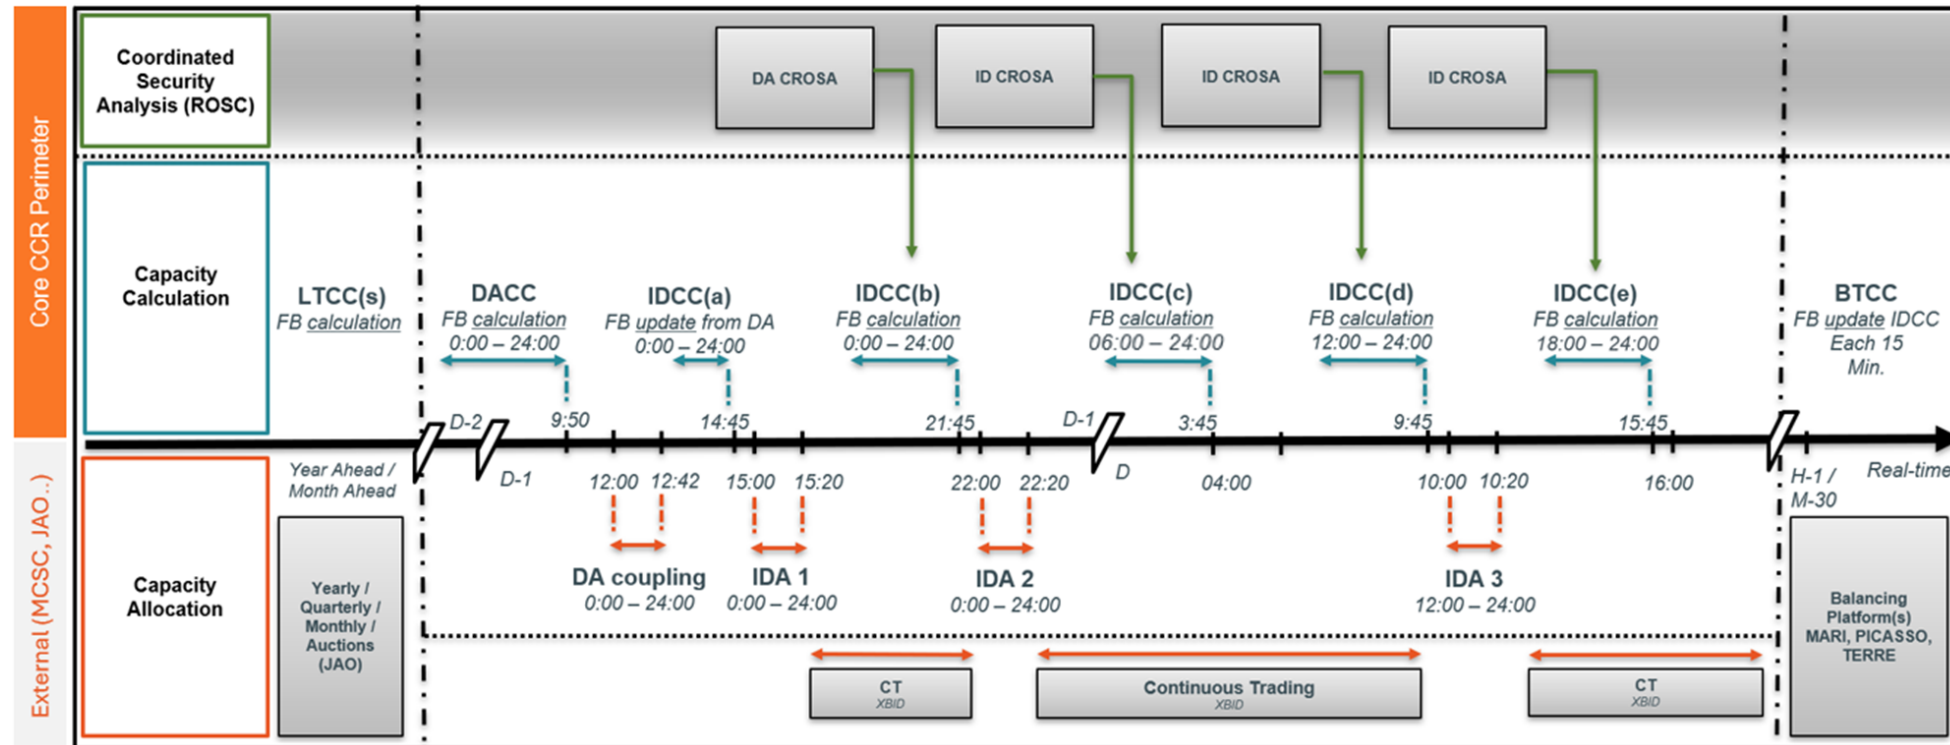 Core CCR Perimeter
Coordinated
Security
Analysis (ROSC)
DA CROSA
ID CROSA
ID CROSA
ID CROSA
Capacity
Calculation
LTCC(s)
FB calculation
DACC
FB calculation
0:00 – 24:00
IDCC(a)
FB update from DA
0:00 – 24:00
IDCC(b)
FB calculation
0:00 – 24:00
IDCC(c)
FB calculation
06:00 – 24:00
IDCC(d)
FB calculation
12:00 – 24:00
IDCC(e)
FB calculation
18:00 – 24:00
BTCC
FB update IDCC
Each 15
Min.
D-2
9:50
14:45
21:45
D-1
3:45
9:45
15:45
External (MCSC, JAO ..)
Capacity
Allocation
Year Ahead /
Month Ahead
D-1
12:00
12:42
15:00
15:20
22:00
22:20
D
04:00
10:00
10:20
16:00
H-1 /
M-30
Real-time
Yearly /
Quarterly /
Monthly /
Auctions
(JAO)
DA coupling
0:00 – 24:00
IDA 1
0:00 – 24:00
IDA 2
0:00 – 24:00
IDA 3
12:00 – 24:00
CT
XBID
Continuous Trading
XBID
CT
XBID
Balancing
Platform(s)
MARI, PICASSO,
TERRE